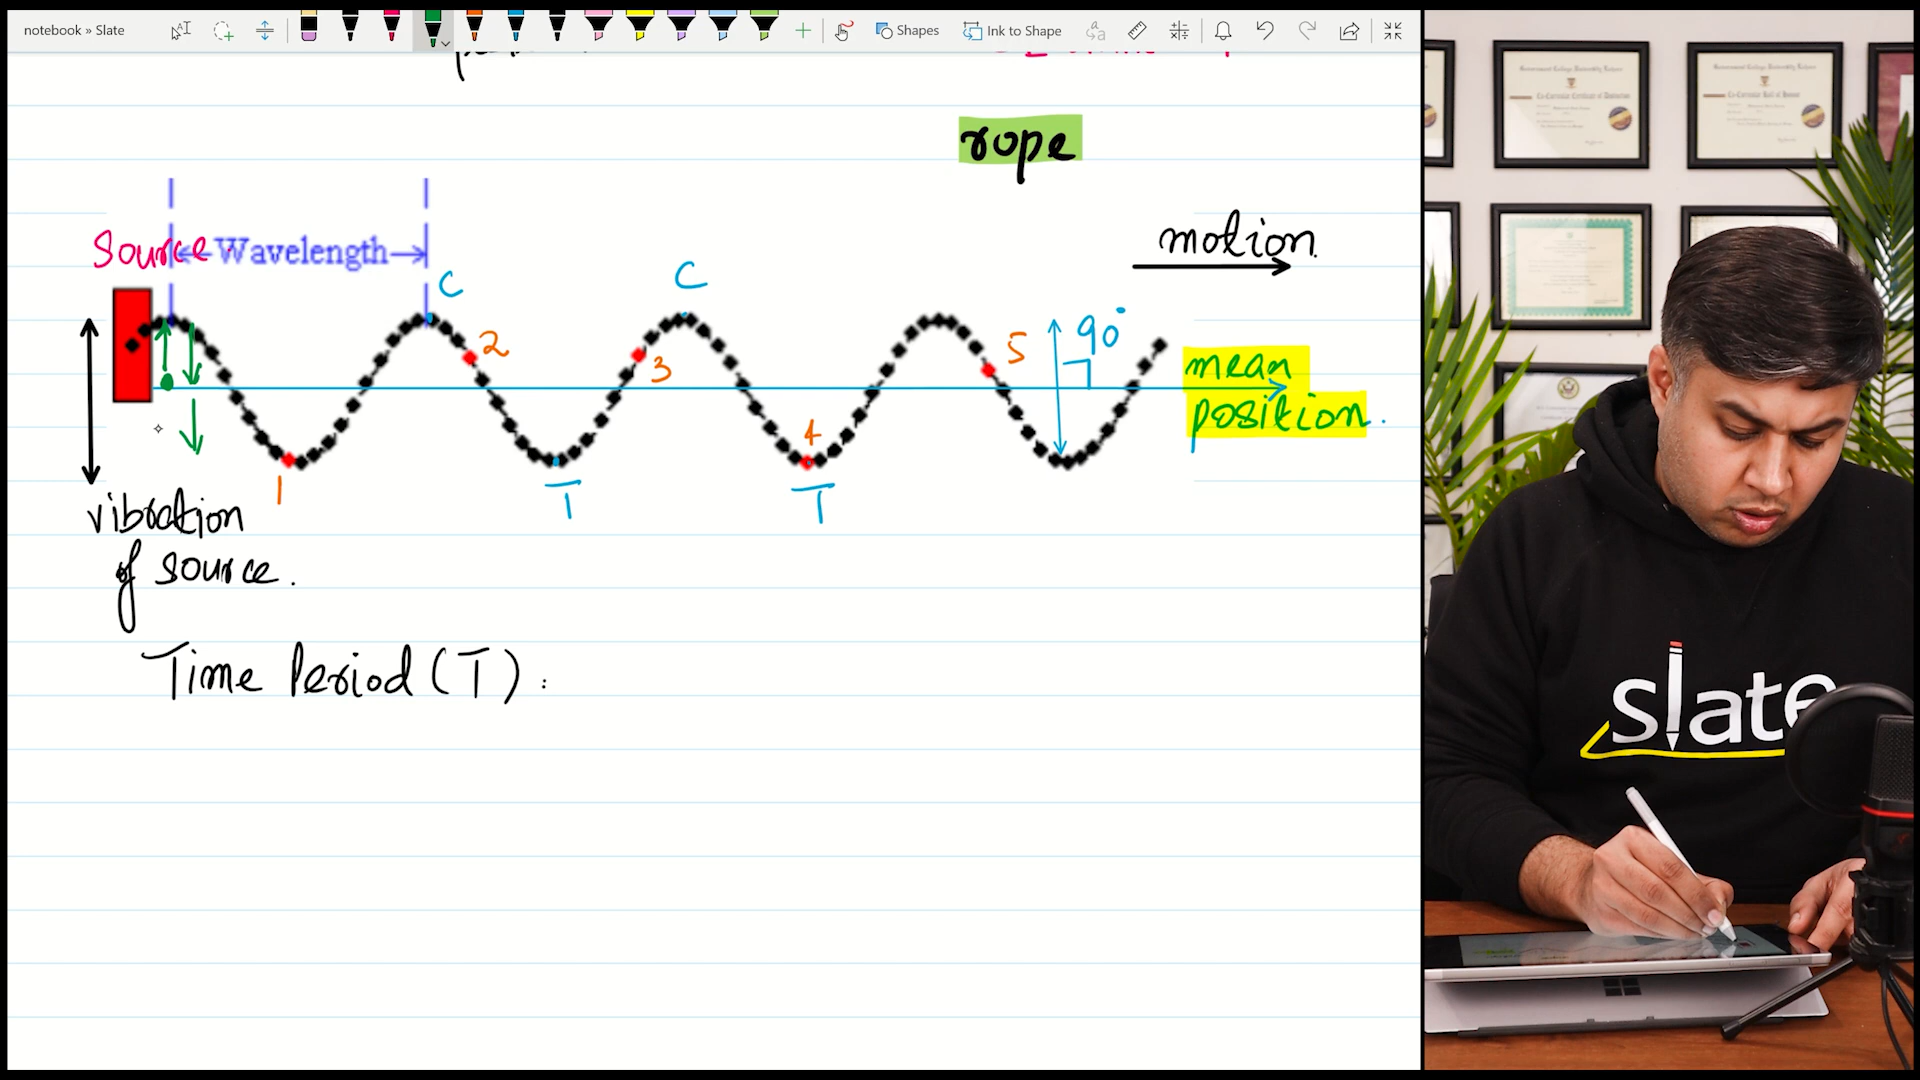 notebook » Slate
Shapes
Ink to Shape
rope
motion.
Source
Wavelength
C
C
2
3
5
90°
mean
position.
4
1
T
T
vibration
of source.
Time Period (T) :
slate